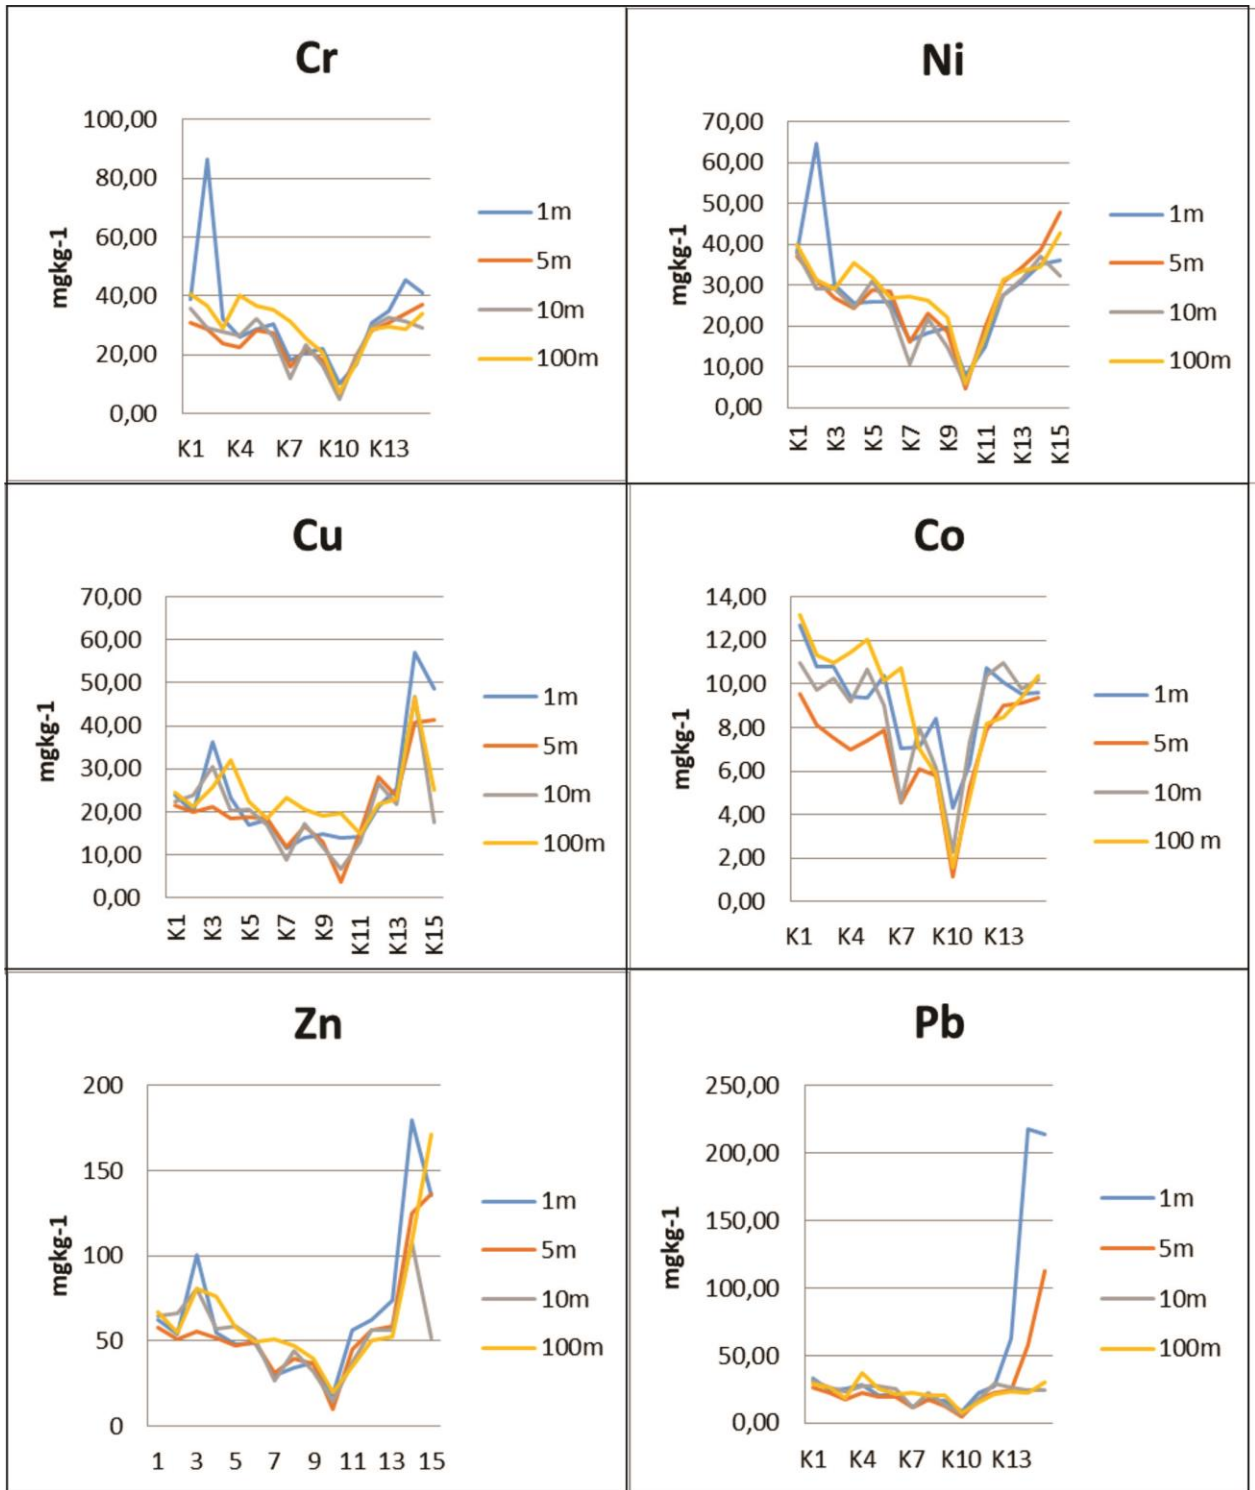 Cr
100,00
80,00
60,00
40,00
20,00
0,00
mgkg-1
K1 K4 K7 K10 K13
1m
5m
10m
100m
Ni
70,00
60,00
50,00
40,00
30,00
20,00
10,00
0,00
mgkg-1
K1 K3 K5 K7 K9 K11 K13 K15
1m
5m
10m
100m
Cu
70,00
60,00
50,00
40,00
30,00
20,00
10,00
0,00
mgkg-1
K1 K3 K5 K7 K9 K11 K13 K15
1m
5m
10m
100m
Co
14,00
12,00
10,00
8,00
6,00
4,00
2,00
0,00
mgkg-1
K1 K4 K7 K10 K13
1m
5m
10m
100 m
Zn
200
150
100
50
0
mgkg-1
1 3 5 7 9 11 13 15
1m
5m
10m
100m
Pb
250,00
200,00
150,00
100,00
50,00
0,00
mgkg-1
K1 K4 K7 K10 K13
1m
5m
10m
100m